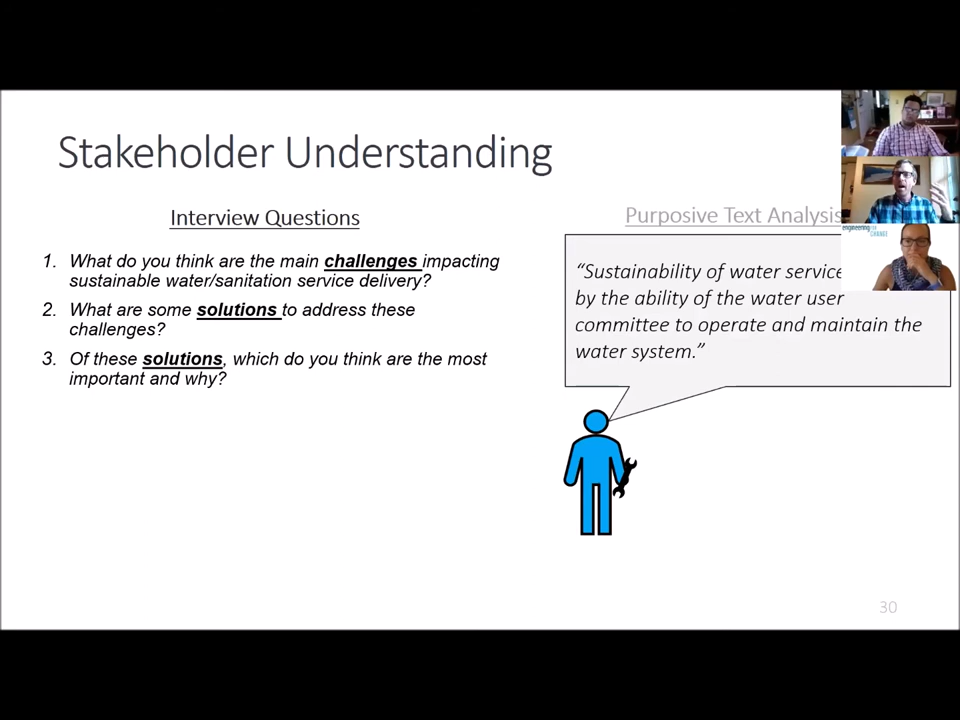 Stakeholder Understanding
Interview Questions
1. What do you think are the main challenges impacting
sustainable water/sanitation service delivery?
2. What are some solutions to address these
challenges?
3. Of these solutions, which do you think are the most
important and why?
Purposive Text Analysis
“Sustainability of water service
by the ability of the water user
committee to operate and maintain the
water system.”
engineering FOR
CHANGE
30